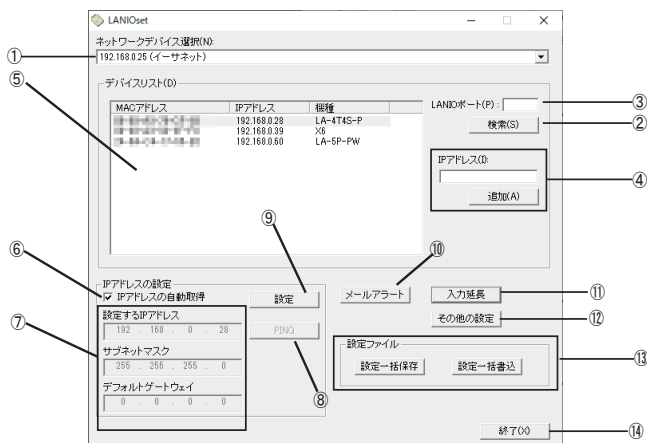 LANIOset
ネットワークデバイス選択(N):
① 192.168.0.25 (イーサネット)
⑤ デバイスリスト(D)
MACアドレス IPアドレス 機種
192.168.0.28 LA-4T4S-P
192.168.0.39 X6
192.168.0.60 LA-5P-PW
LANIOポート(P): ③
検索(S) ②
IPアドレス(I):
④
追加(A)
⑨
⑩
⑥ IPアドレスの設定
IPアドレスの自動取得
設定
メールアラート
入力延長 ⑪
⑦ 設定するIPアドレス
192 . 168 . 0 . 28
PING
⑧
その他の設定 ⑫
サブネットマスク
255 . 255 . 255 . 0
デフォルトゲートウェイ
0 . 0 . 0 . 0
設定ファイル
設定一括保存 設定一括書込 ⑬
終了(X) ⑭